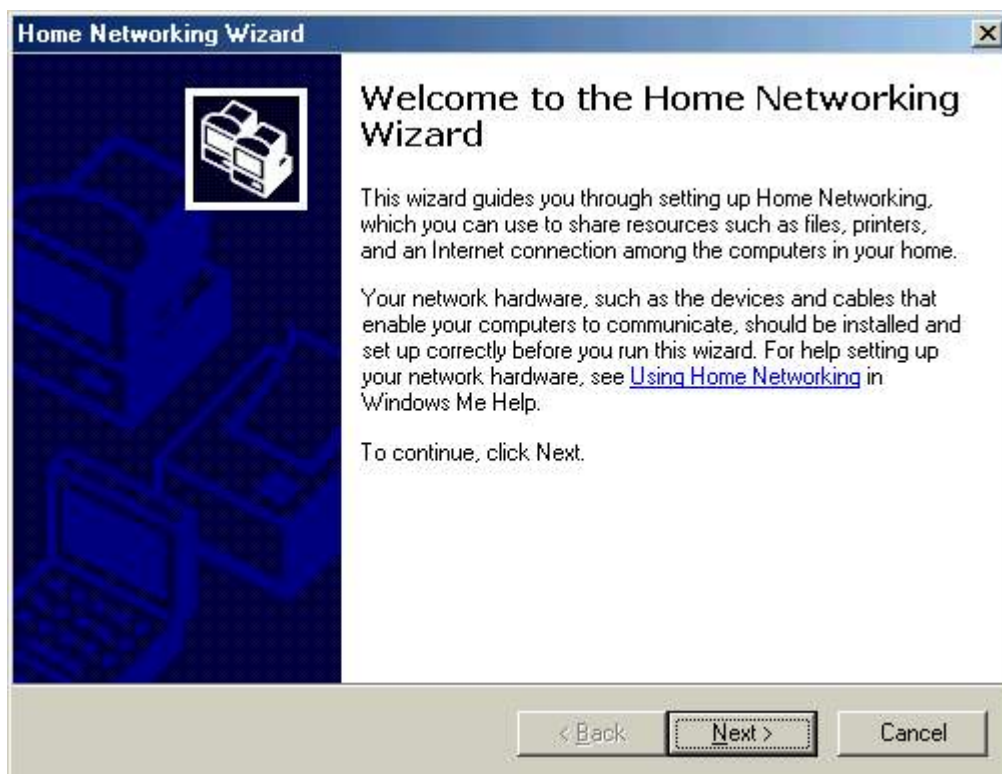 Home Networking Wizard
Welcome to the Home Networking
Wizard
This wizard guides you through setting up Home Networking,
which you can use to share resources such as files, printers,
and an Internet connection among the computers in your home.
Your network hardware, such as the devices and cables that
enable your computers to communicate, should be installed and
set up correctly before you run this wizard. For help setting up
your network hardware, see Using Home Networking in
Windows Me Help.
To continue, click Next.
< Back Next > Cancel